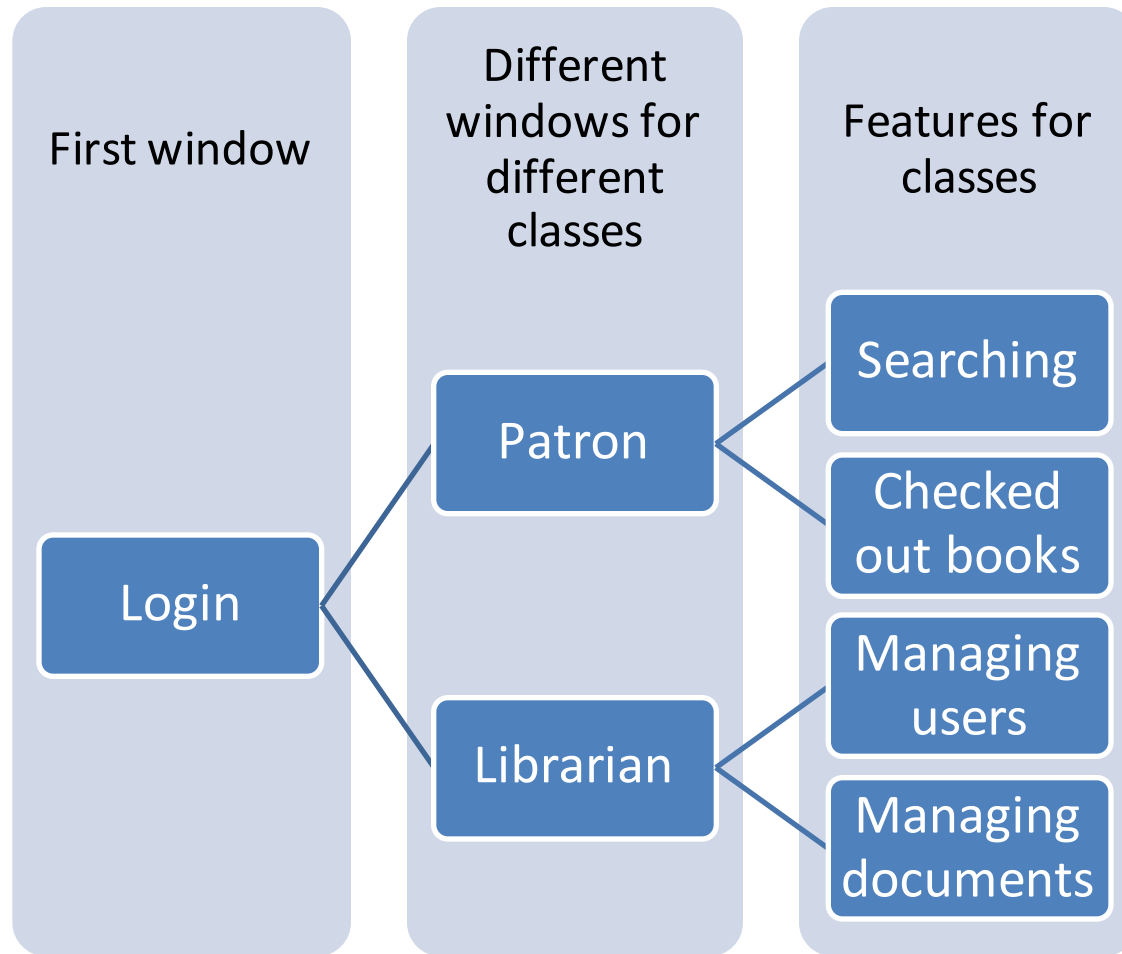 First window
Different
windows for
different
classes
Features for
classes
Login
Patron
Librarian
Searching
Checked
out books
Managing
users
Managing
documents